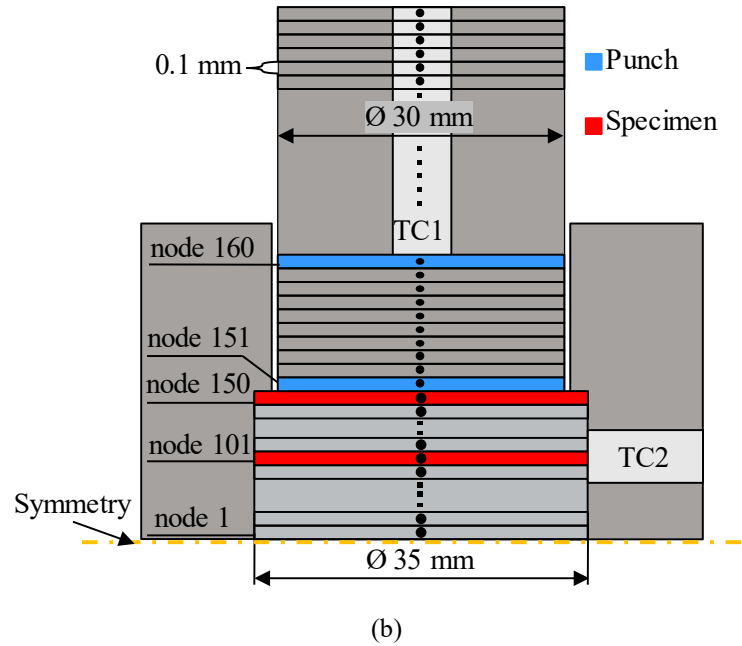 0.1 mm
Punch
Ø 30 mm
Specimen
TC1
node 160
node 151
node 150
node 101
TC2
Symmetry
node 1
Ø 35 mm
(b)